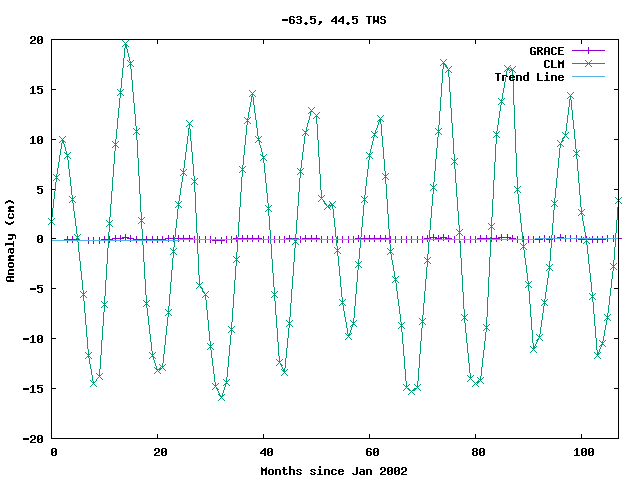 -63.5, 44.5 TWS
GRACE
CLM
Trend Line
20
15
10
5
0
-5
-10
-15
-20
Anomaly (cm)
0 20 40 60 80 100
Months since Jan 2002